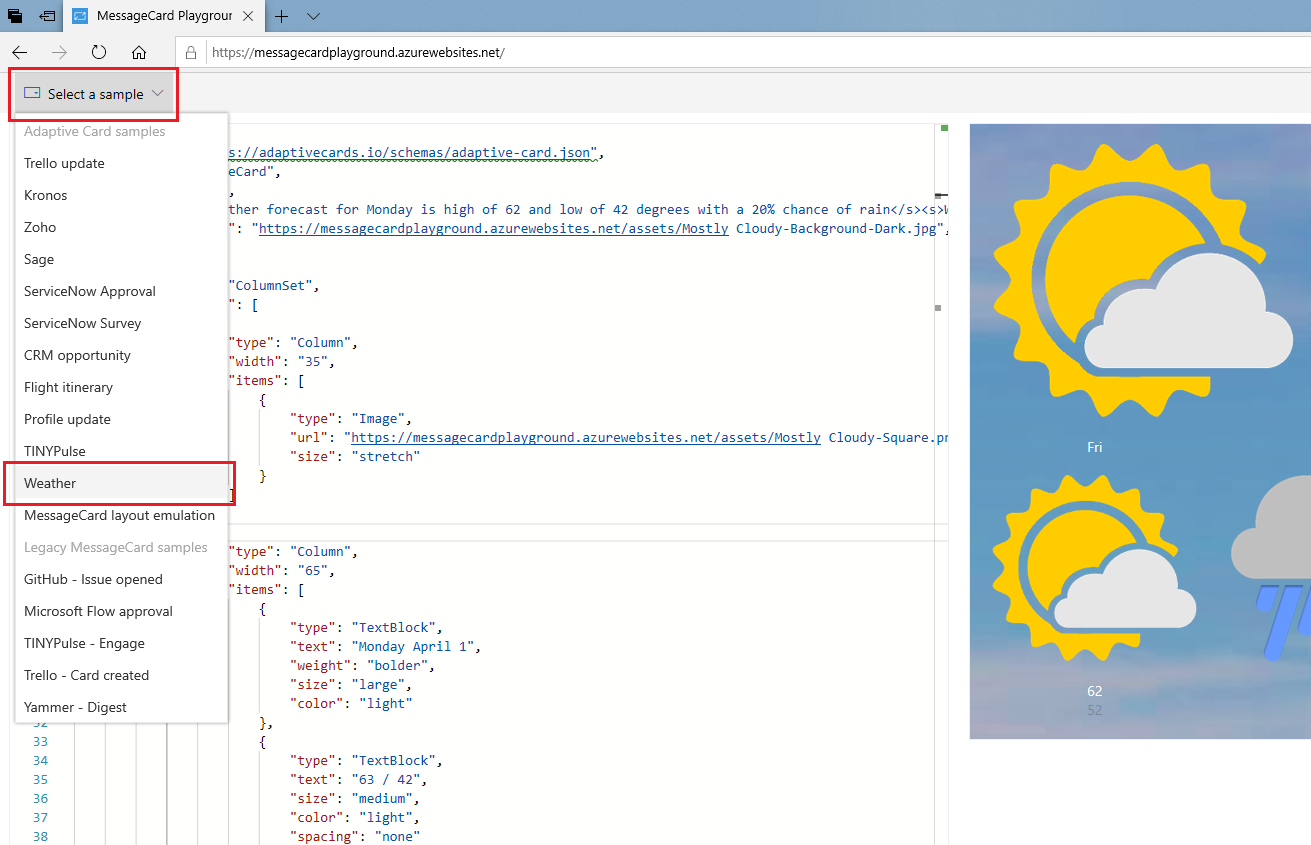 MessageCard Playgrour
https://messagecardplayground.azurewebsites.net/
Select a sample
Adaptive Card samples
Trello update
Kronos
Zoho
Sage
ServiceNow Approval
ServiceNow Survey
CRM opportunity
Flight itinerary
Profile update
TINYPulse
Weather
MessageCard layout emulation
Legacy MessageCard samples
GitHub - Issue opened
Microsoft Flow approval
TINYPulse - Engage
Trello - Card created
Yammer - Digest
s://adaptivecards.io/schemas/adaptive-card.json",
eCard",
,
ther forecast for Monday is high of 62 and low of 42 degrees with a 20% chance of rain</s><s>W
": "https://messagecardplayground.azurewebsites.net/assets/Mostly Cloudy-Background-Dark.jpg",
"ColumnSet",
": [
"type": "Column",
"width": "35",
"items": [
{
"type": "Image",
"url": "https://messagecardplayground.azurewebsites.net/assets/Mostly Cloudy-Square.pn
"size": "stretch"
}
]
"type": "Column",
"width": "65",
"items": [
{
"type": "TextBlock",
"text": "Monday April 1",
"weight": "bolder",
"size": "large",
"color": "light"
32 },
33 {
34 "type": "TextBlock",
35 "text": "63 / 42",
36 "size": "medium",
37 "color": "light",
38 "spacing": "none"
Fri
62
52